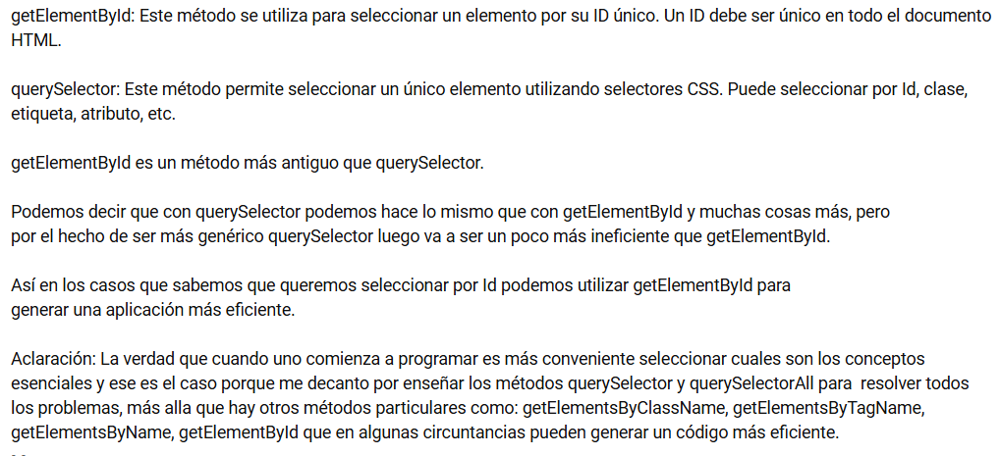 getElementById: Este método se utiliza para seleccionar un elemento por su ID único. Un ID debe ser único en todo el documento
HTML.
querySelector: Este método permite seleccionar un único elemento utilizando selectores CSS. Puede seleccionar por Id, clase,
etiqueta, atributo, etc.
getElementById es un método más antiguo que querySelector.
Podemos decir que con querySelector podemos hace lo mismo que con getElementById y muchas cosas más, pero
por el hecho de ser más genérico querySelector luego va a ser un poco más ineficiente que getElementById.
Así en los casos que sabemos que queremos seleccionar por Id podemos utilizar getElementById para
generar una aplicación más eficiente.
Aclaración: La verdad que cuando uno comienza a programar es más conveniente seleccionar cuales son los conceptos
esenciales y ese es el caso porque me decanto por enseñar los métodos querySelector y querySelectorAll para  resolver todos
los problemas, más alla que hay otros métodos particulares como: getElementsByClassName, getElementsByTagName,
getElementsByName, getElementById que en algunas circuntancias pueden generar un código más eficiente.